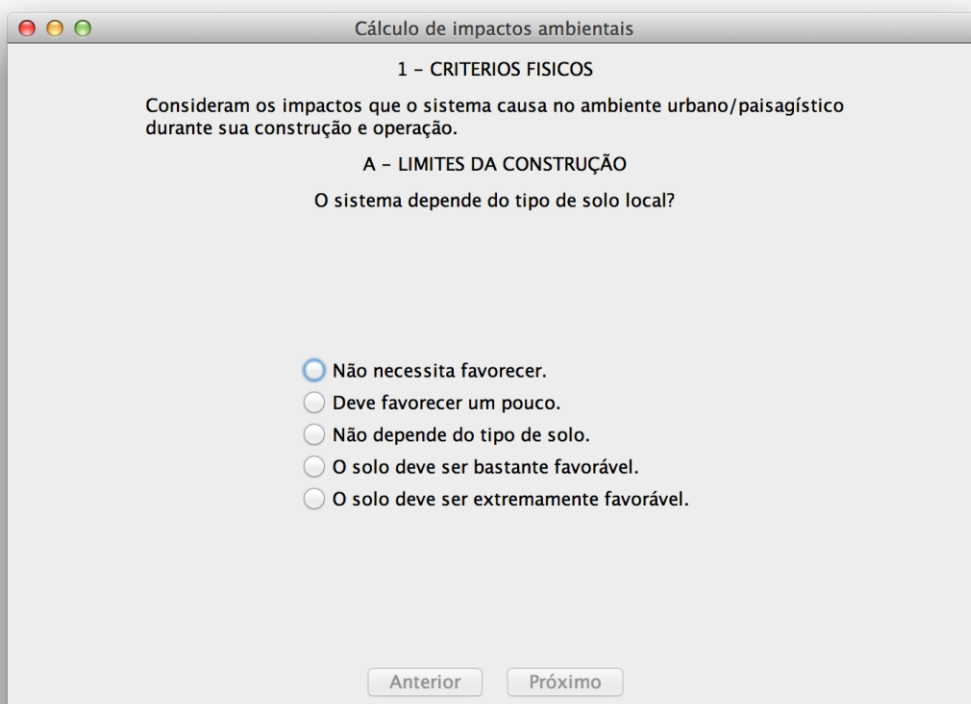 Cálculo de impactos ambientais
1 – CRITERIOS FISICOS
Consideram os impactos que o sistema causa no ambiente urbano/paisagístico
durante sua construção e operação.
A – LIMITES DA CONSTRUÇÃO
O sistema depende do tipo de solo local?
Não necessita favorecer.
Deve favorecer um pouco.
Não depende do tipo de solo.
O solo deve ser bastante favorável.
O solo deve ser extremamente favorável.
Anterior Próximo